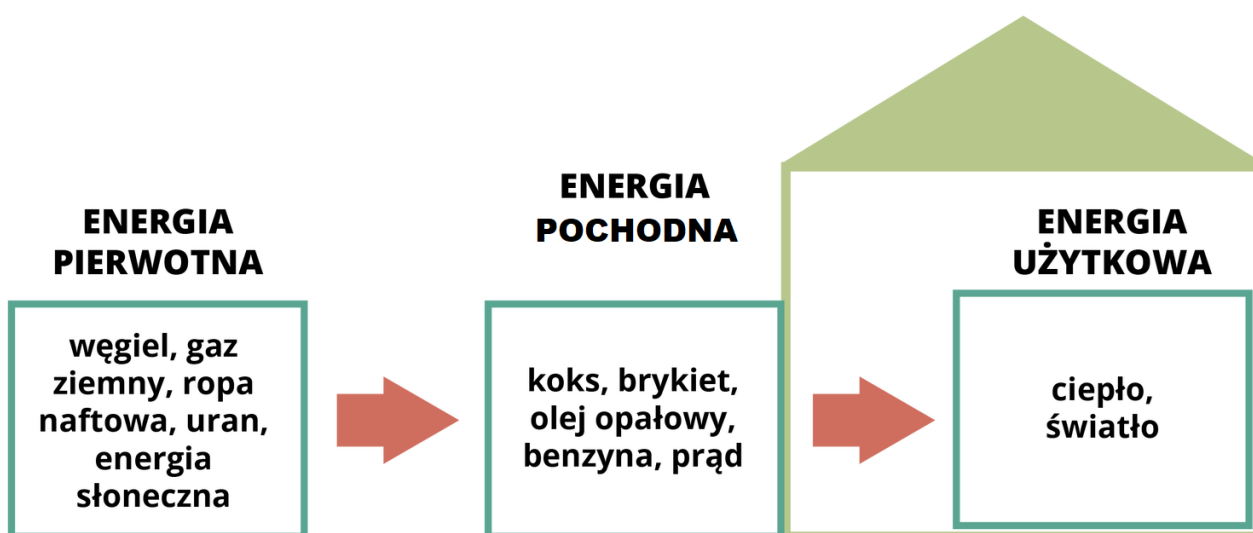 ENERGIA
PIERWOTNA
węgiel, gaz
ziemny, ropa
naftowa, uran,
energia
słoneczna
ENERGIA
POCHODNA
koks, brykiet,
olej opałowy,
benzyna, prąd
ENERGIA
UŻYTKOWA
ciepło,
światło